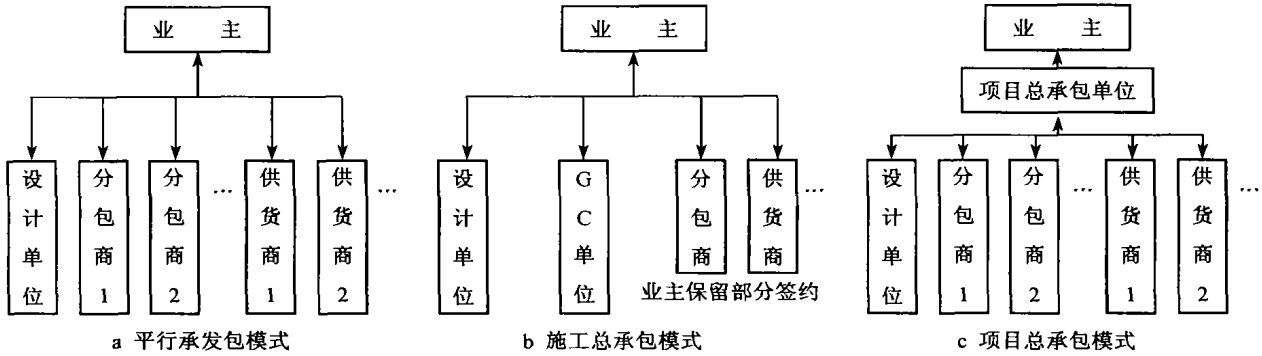 业 主
设计单位
分包商1
分包商2
…
供货商1
供货商2
…
a 平行承发包模式
业 主
设计单位
GC单位
分包商
供货商
…
业主保留部分签约
b 施工总承包模式
业 主
项目总承包单位
设计单位
分包商1
分包商2
…
供货商1
供货商2
…
c 项目总承包模式